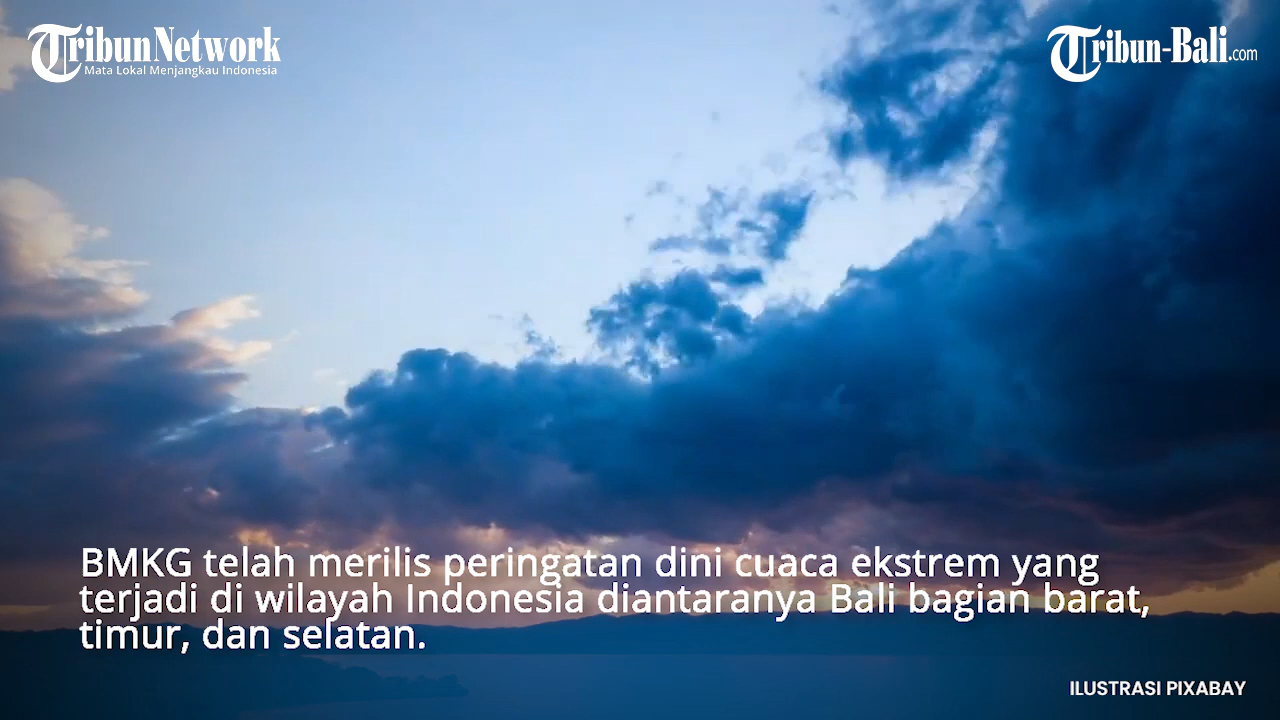 TribunNetwork
Mata Lokal Menjangkau Indonesia
Tribun-Bali.com
BMKG telah merilis peringatan dini cuaca ekstrem yang
terjadi di wilayah Indonesia diantaranya Bali bagian barat,
timur, dan selatan.
ILUSTRASI PIXABAY